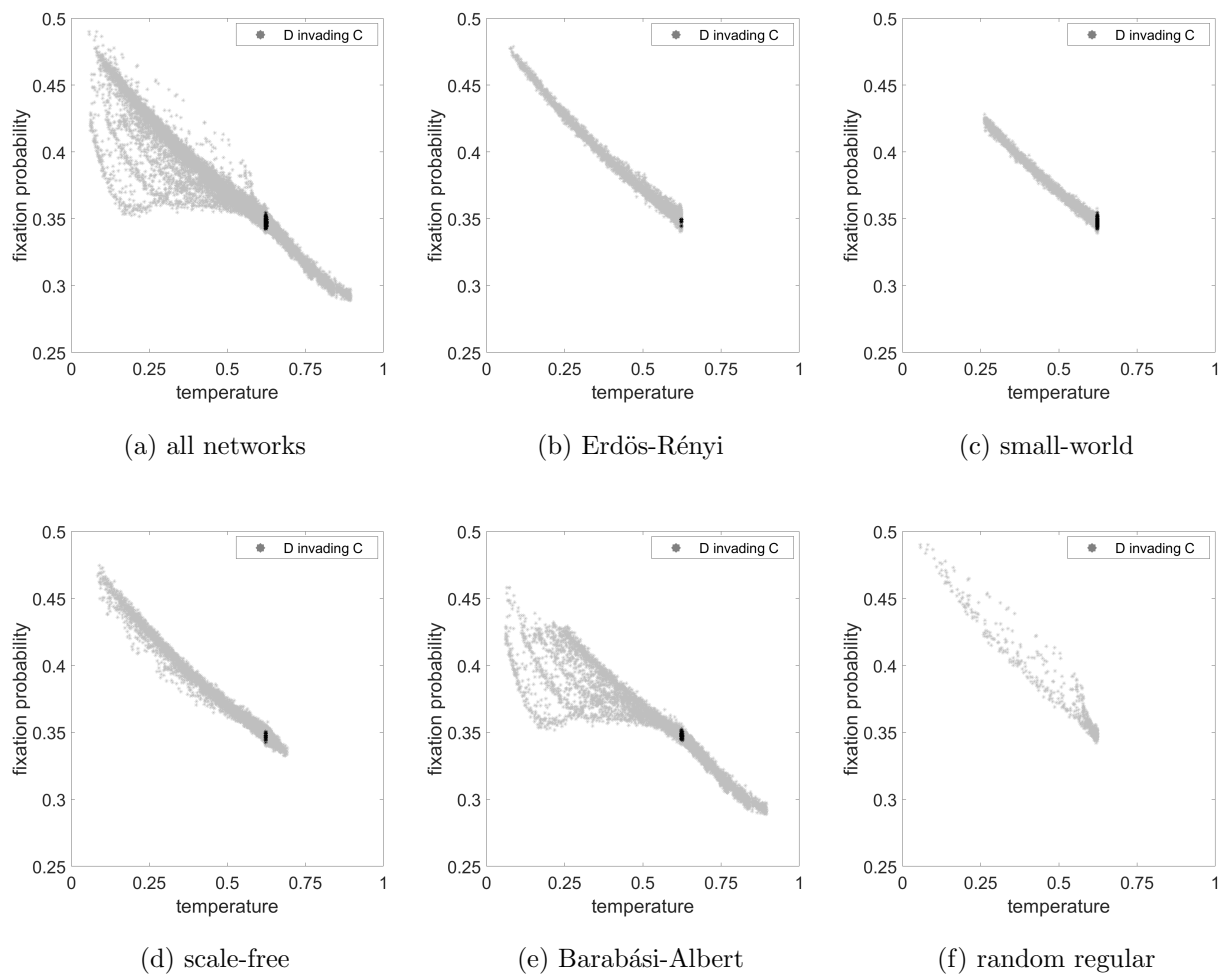 0.5
D invading C
0.45
0.4
0.35
0.3
0.25
0
0.25
0.5
0.75
1
fixation probability
temperature
(a) all networks
0.5
D invading C
0.45
0.4
0.35
0.3
0.25
0
0.25
0.5
0.75
1
fixation probability
temperature
(b) Erdös-Rényi
0.5
D invading C
0.45
0.4
0.35
0.3
0.25
0
0.25
0.5
0.75
1
fixation probability
temperature
(c) small-world
0.5
D invading C
0.45
0.4
0.35
0.3
0.25
0
0.25
0.5
0.75
1
fixation probability
temperature
(d) scale-free
0.5
D invading C
0.45
0.4
0.35
0.3
0.25
0
0.25
0.5
0.75
1
fixation probability
temperature
(e) Barabási-Albert
0.5
D invading C
0.45
0.4
0.35
0.3
0.25
0
0.25
0.5
0.75
1
fixation probability
temperature
(f) random regular